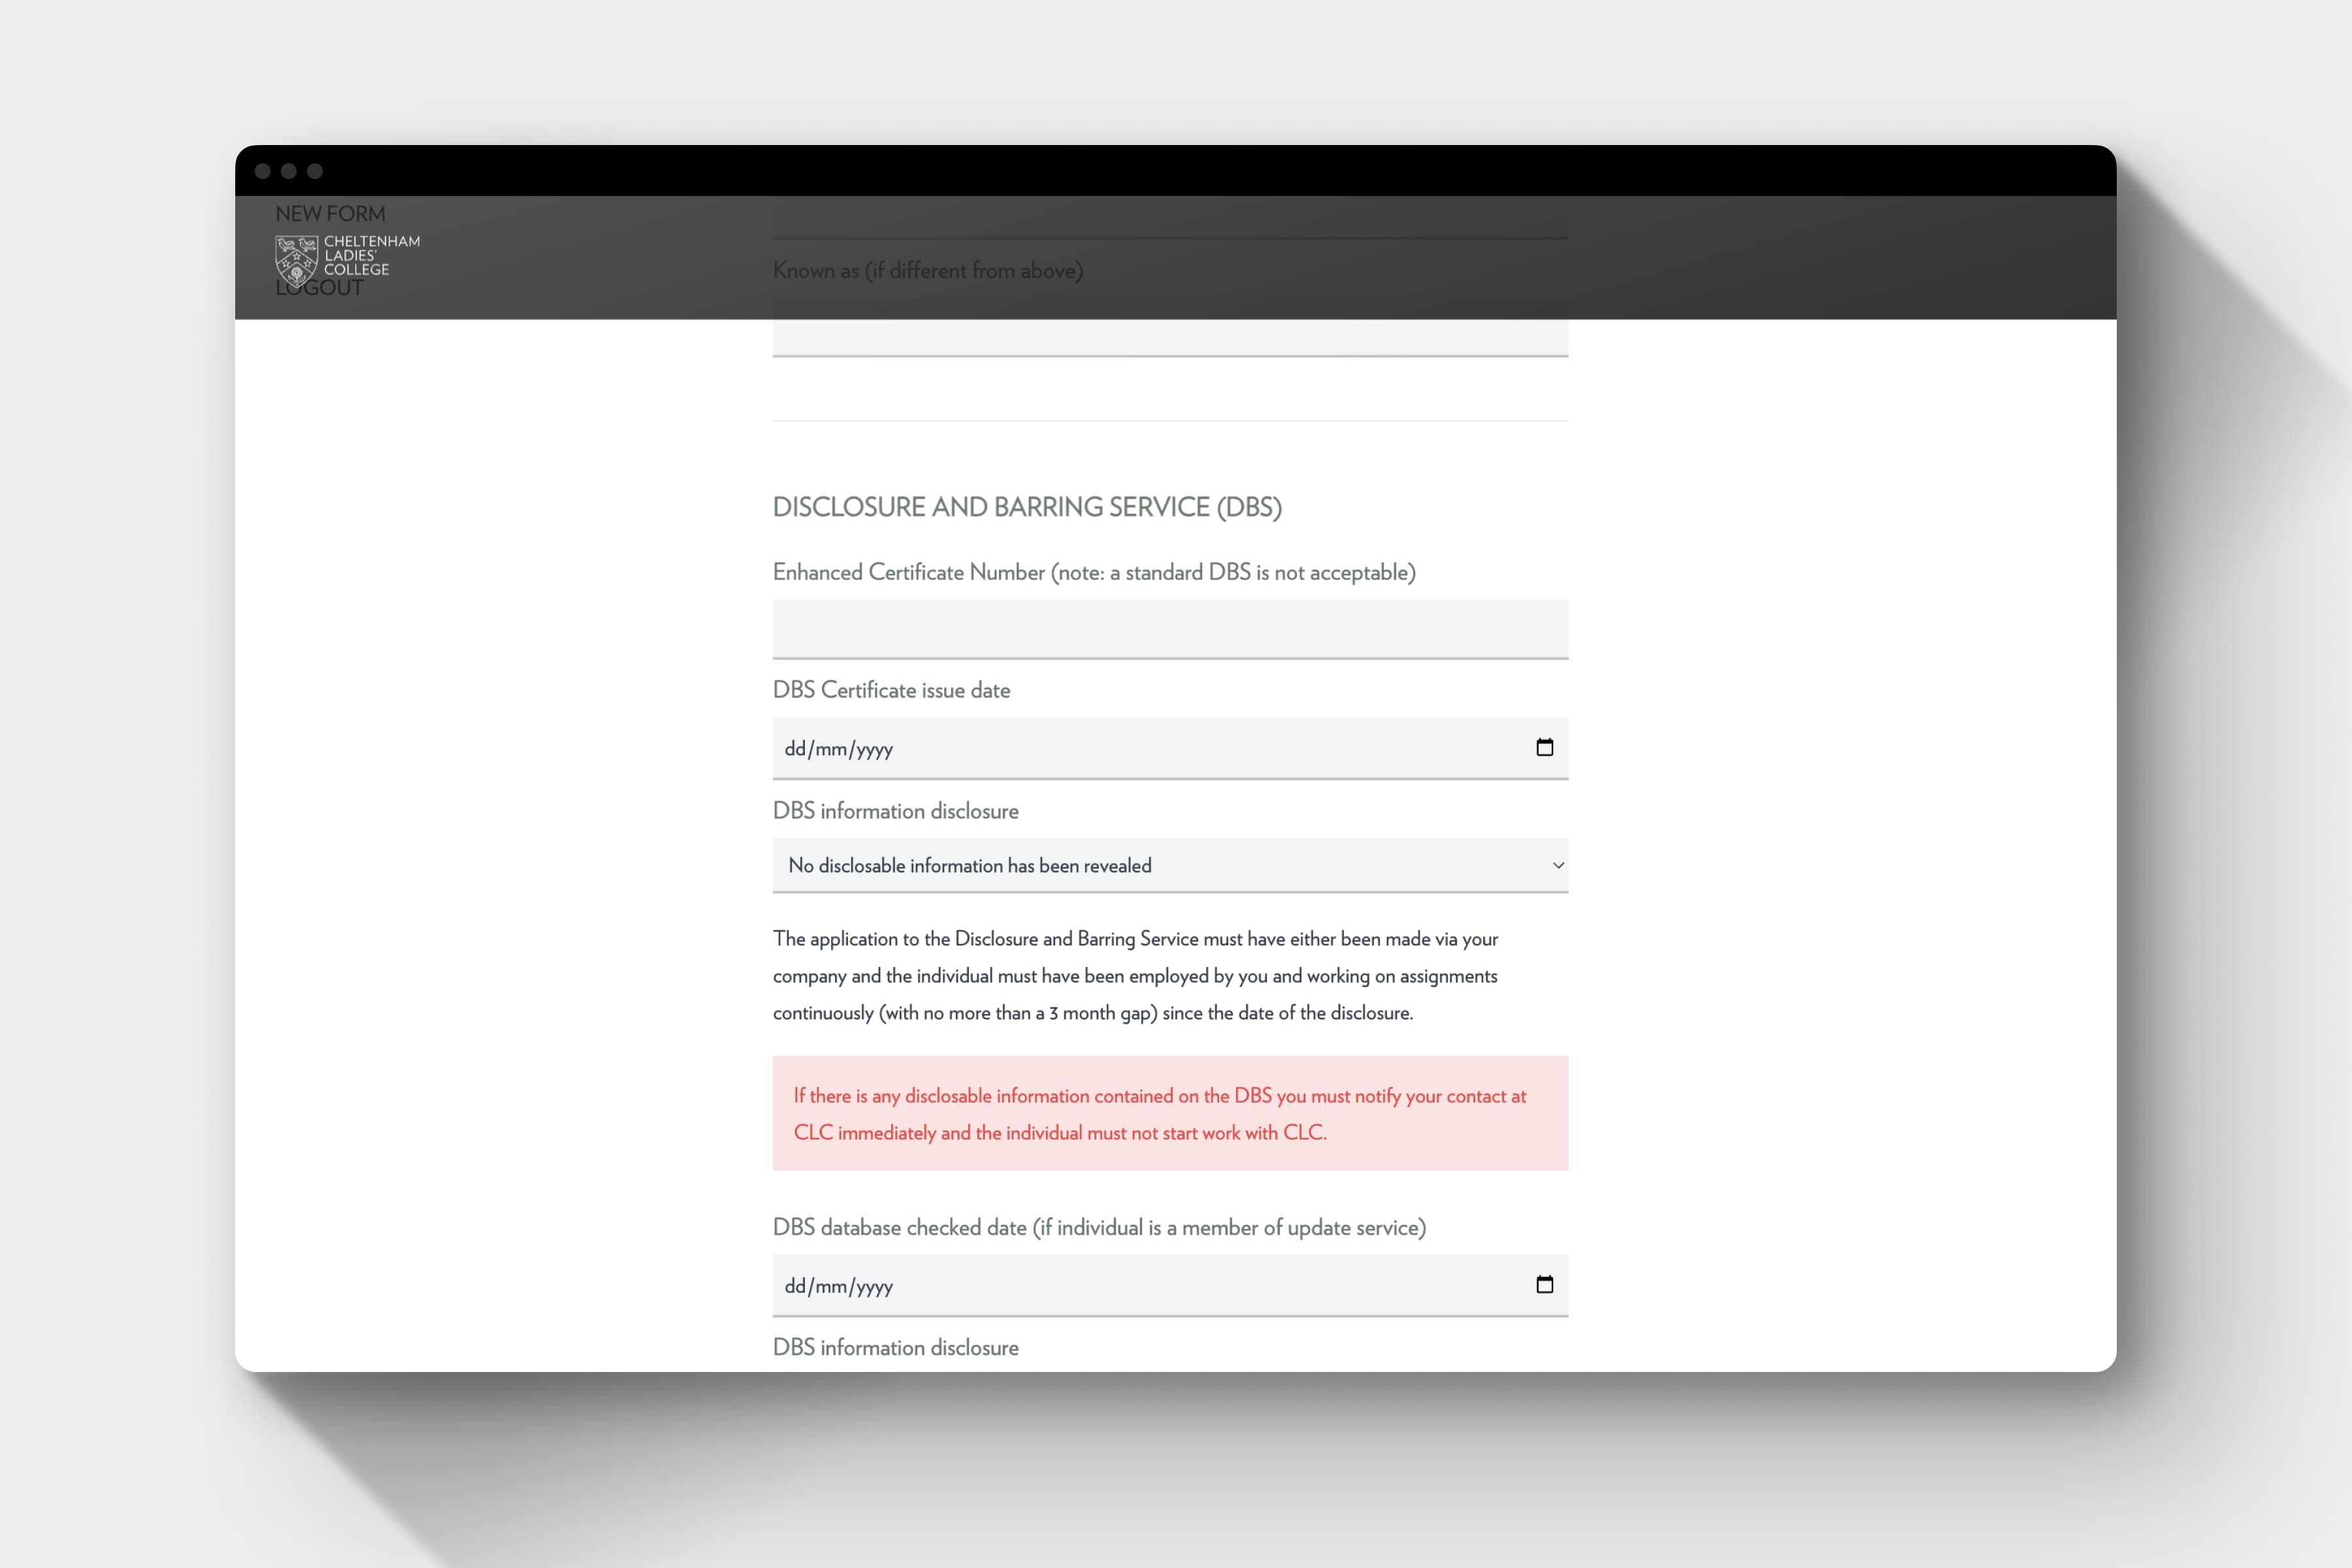 NEW FORM
CHELTENHAM
LADIES'
COLLEGE
LOGOUT
Known as (if different from above)
DISCLOSURE AND BARRING SERVICE (DBS)
Enhanced Certificate Number (note: a standard DBS is not acceptable)
DBS Certificate issue date
dd/mm/yyyy
DBS information disclosure
No disclosable information has been revealed
The application to the Disclosure and Barring Service must have either been made via your
company and the individual must have been employed by you and working on assignments
continuously (with no more than a 3 month gap) since the date of the disclosure.
If there is any disclosable information contained on the DBS you must notify your contact at
CLC immediately and the individual must not start work with CLC.
DBS database checked date (if individual is a member of update service)
dd/mm/yyyy
DBS information disclosure